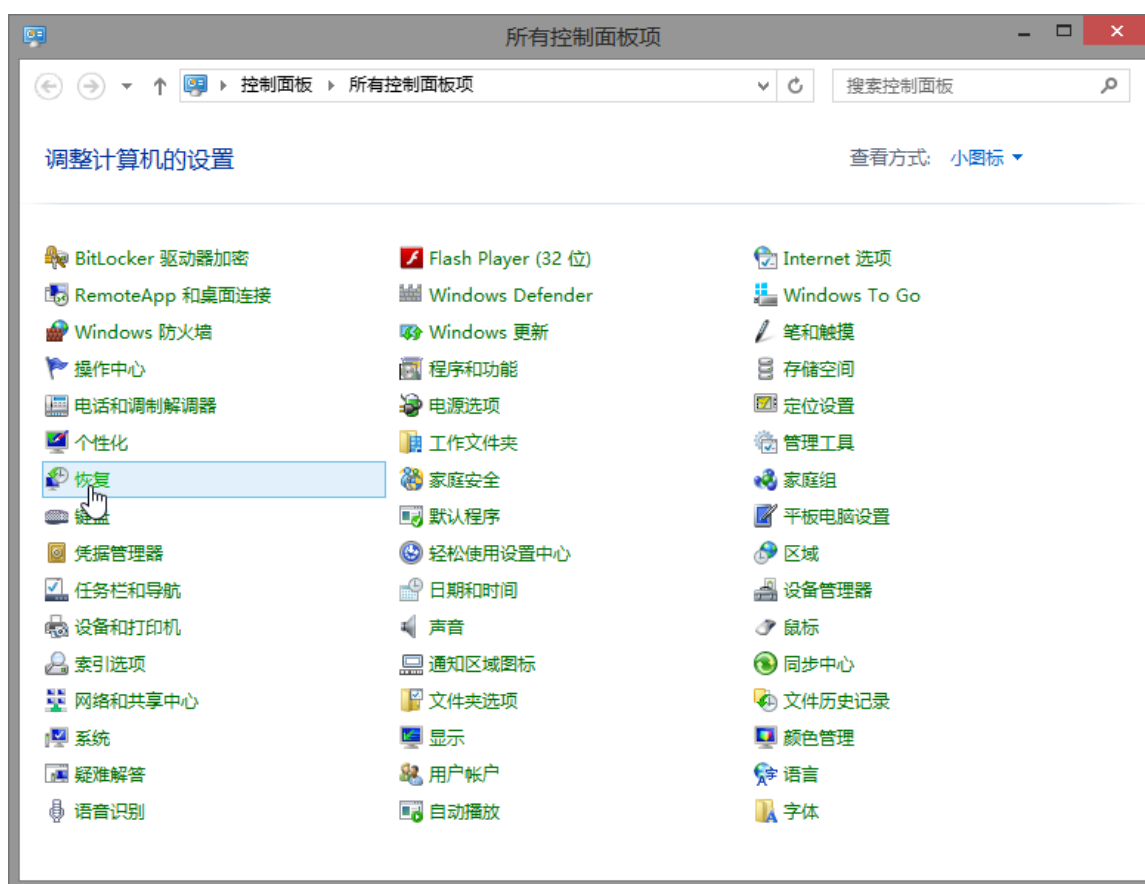 所有控制面板项
控制面板 所有控制面板项
搜索控制面板
调整计算机的设置
查看方式: 小图标
BitLocker 驱动器加密 Flash Player (32 位) Internet 选项
RemoteApp 和桌面连接 Windows Defender Windows To Go
Windows 防火墙 Windows 更新 笔和触摸
操作中心 程序和功能 存储空间
电话和调制解调器 电源选项 定位设置
个性化 工作文件夹 管理工具
恢复 家庭安全 家庭组
键盘 默认程序 平板电脑设置
凭据管理器 轻松使用设置中心 区域
任务栏和导航 日期和时间 设备管理器
设备和打印机 声音 鼠标
索引选项 通知区域图标 同步中心
网络和共享中心 文件夹选项 文件历史记录
系统 显示 颜色管理
疑难解答 用户帐户 语言
语音识别 自动播放 字体